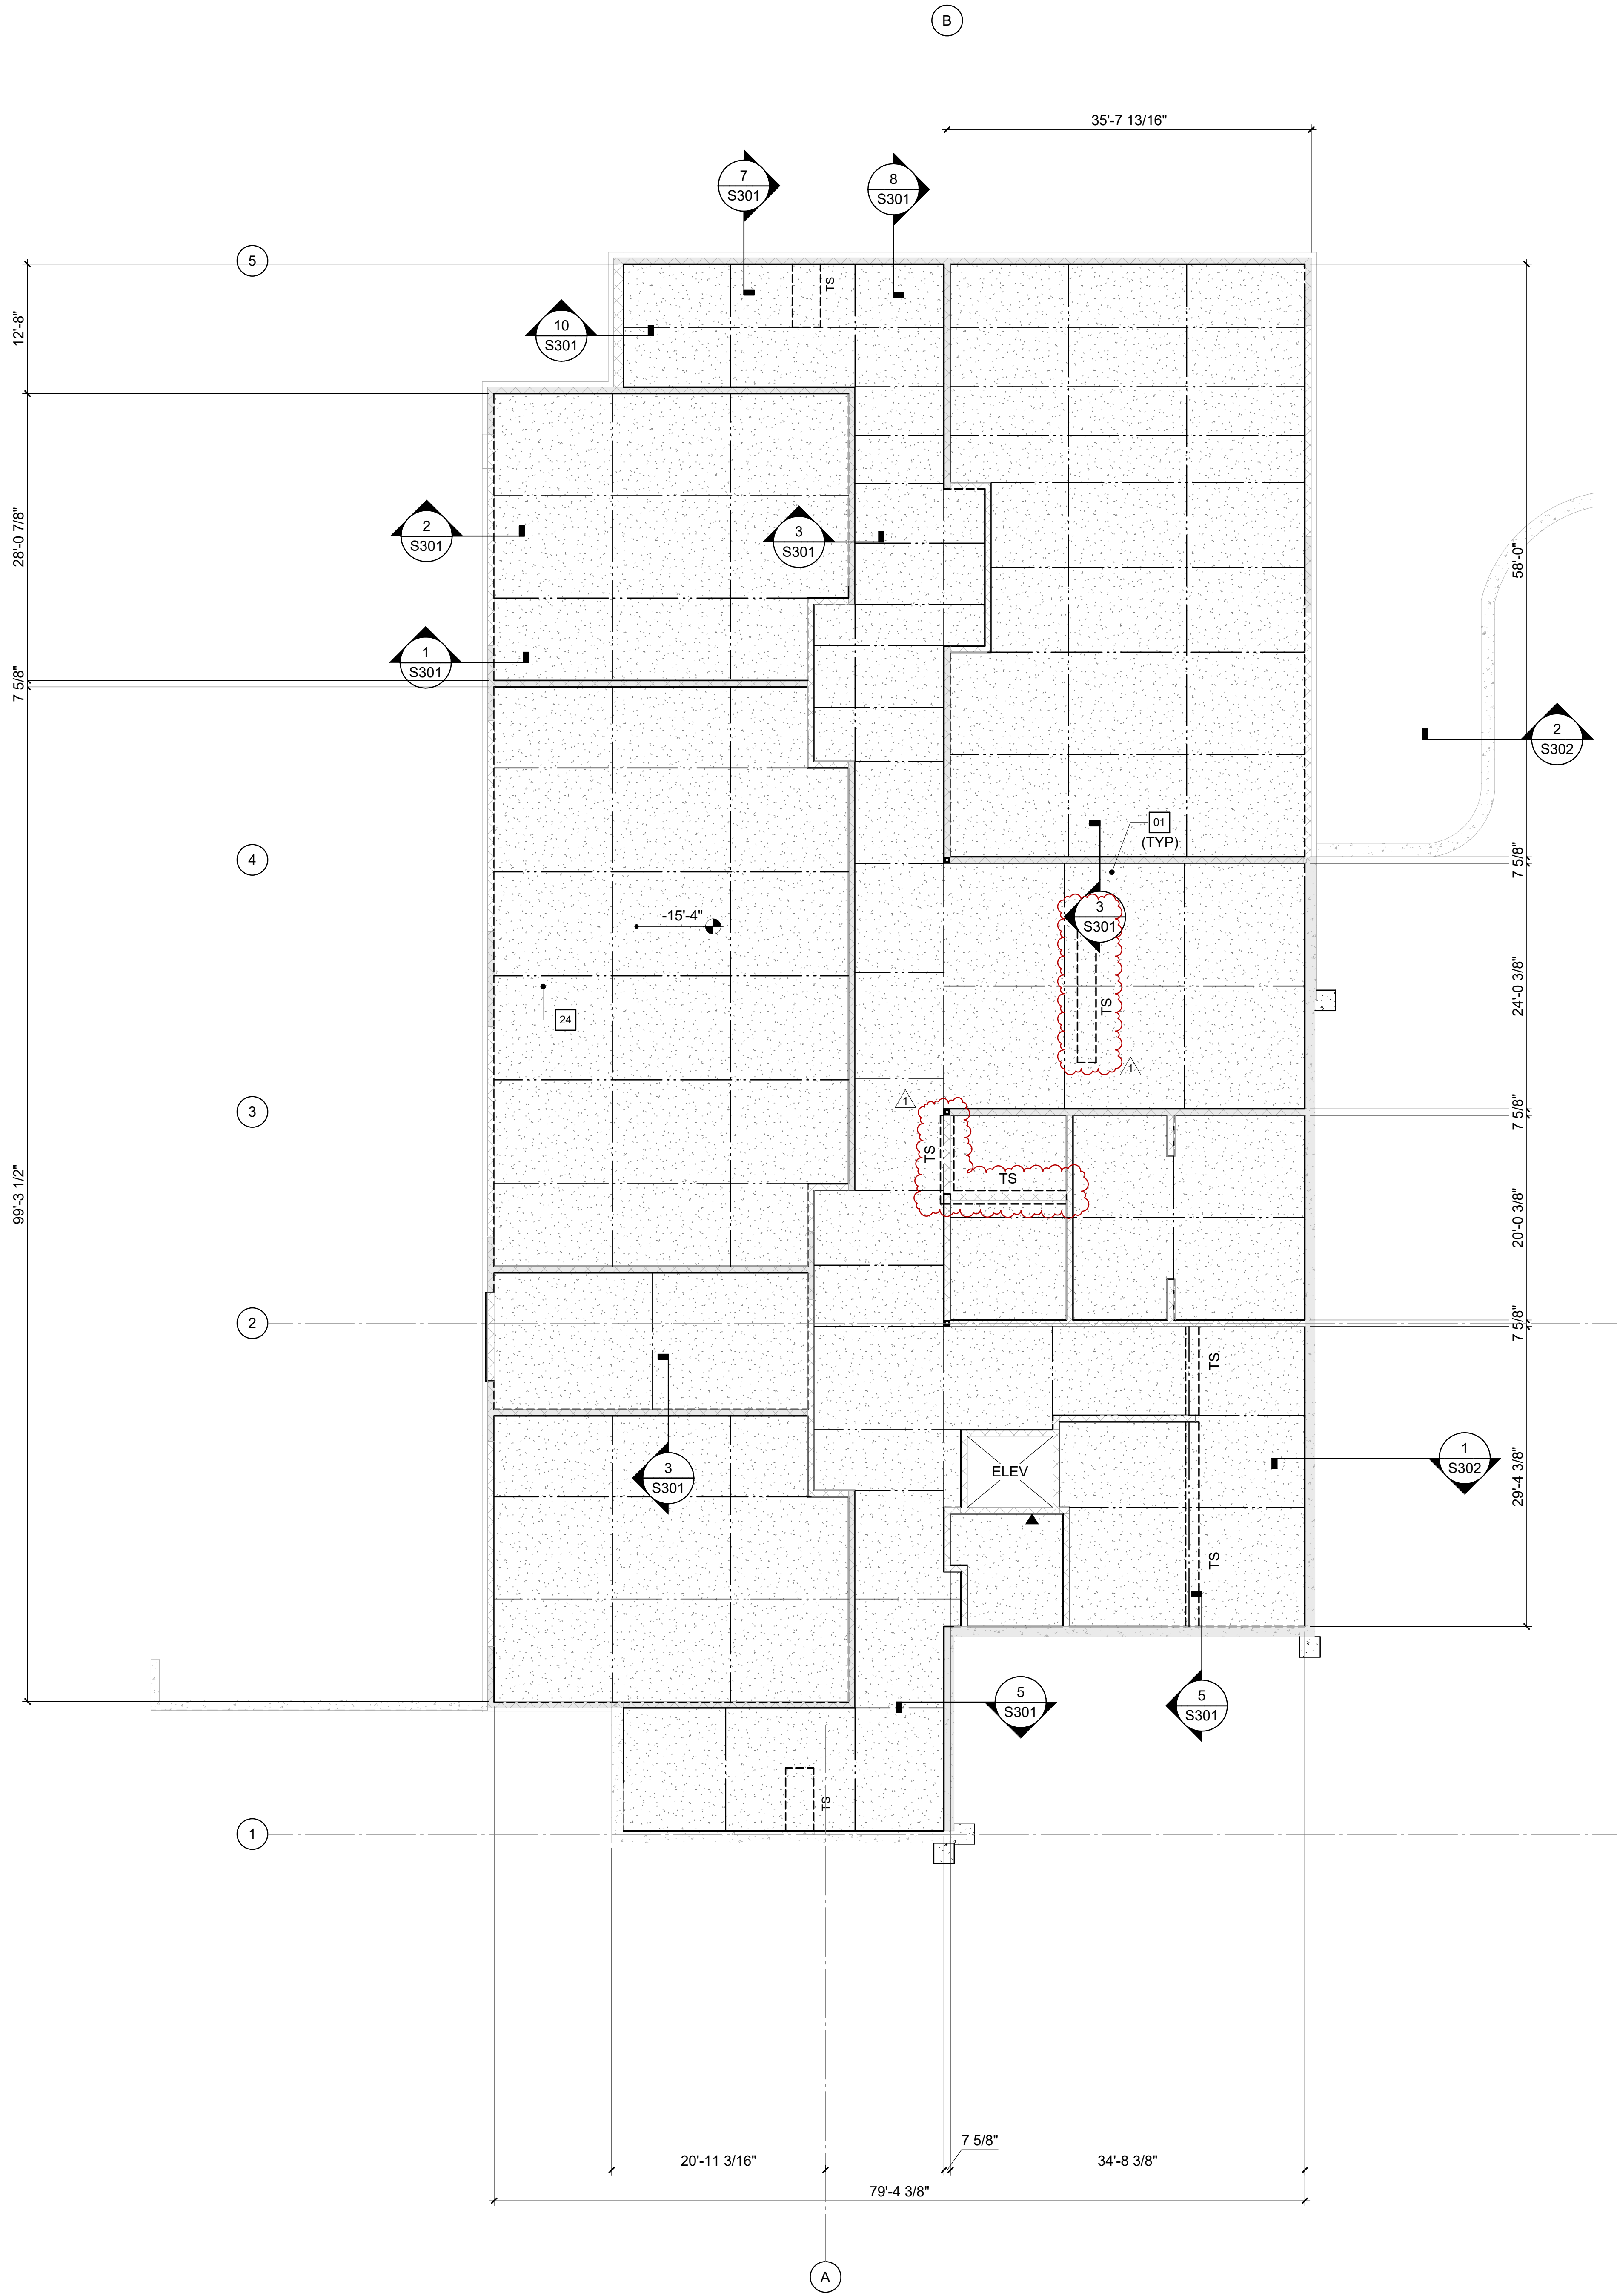 B
35'-7 13/16"
7
S301
8
S301
5
TS
12'-8"
10
S301
2
S301
3
S301
28'-0 7/8"
58'-0"
1
S301
7 5/8"
2
S302
01
(TYP)
4
7 5/8"
3
S301
-15'-4"
24
TS
24'-0 3/8"
1
1
3
7 5/8"
TS
TS
99'-3 1/2"
20'-0 3/8"
2
7 5/8"
TS
ELEV
1
S302
3
S301
29'-4 3/8"
TS
5
S301
5
S301
TS
1
7 5/8"
20'-11 3/16"
34'-8 3/8"
79'-4 3/8"
A